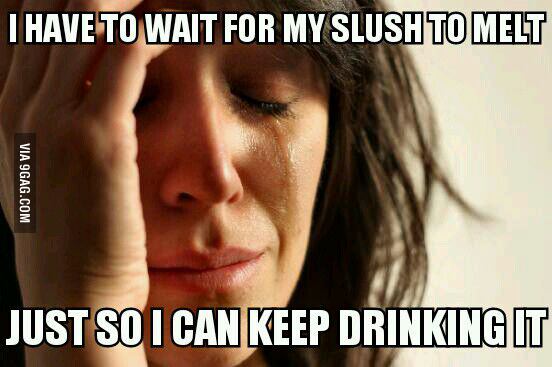 I HAVE TO WAIT FOR MY SLUSH TO MELT
VIA 9GAG.COM
JUST SO I CAN KEEP DRINKING IT